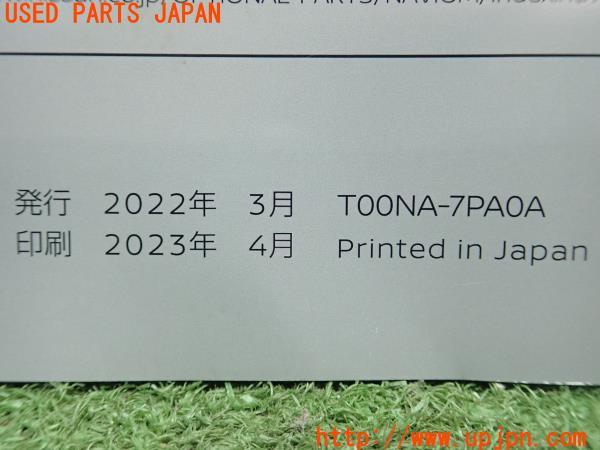 USED PARTS JAPAN
発行 2022年 3月 T00NA-7PA0A
印刷 2023年 4月 Printed in Japan
http://www.upjpn.com